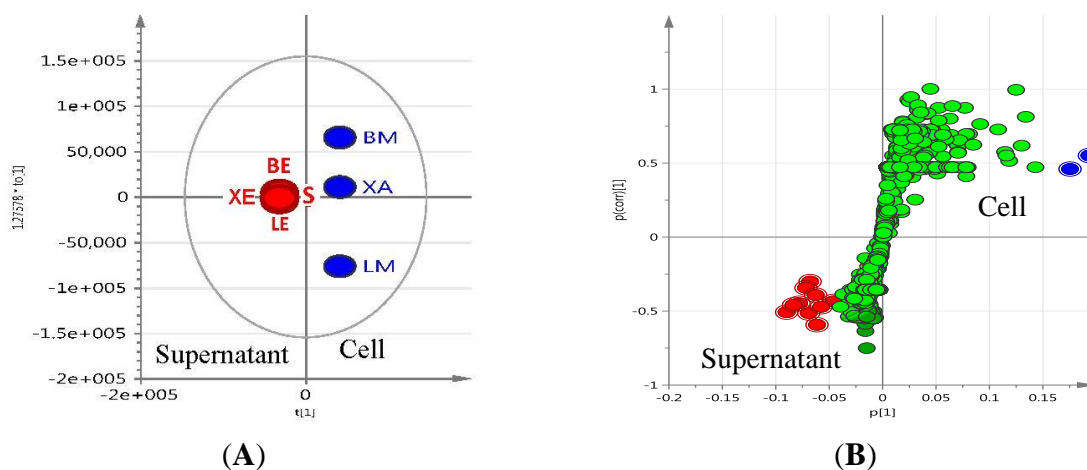 1.5e+005
1e+005
50,000
0
-50,000
-1e+005
-1.5e+005
-2e+005
-2e+005
0
t[1]
BE
XE
S
LE
BM
XA
LM
Supernatant
Cell
(A)
1
0.5
0
-0.5
-1
p(corr)[1]
-0.2
-0.15
-0.1
-0.05
0
0.05
0.1
0.15
p[1]
Cell
Supernatant
(B)